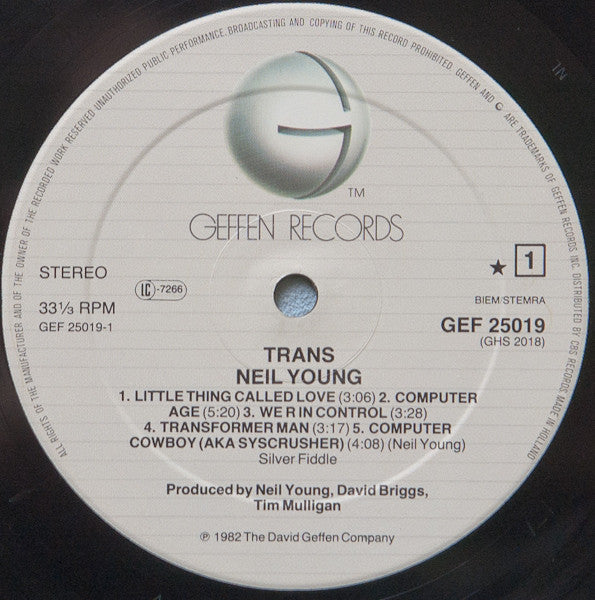 ALL RIGHTS OF THE MANUFACTURER AND OF THE OWNER OF THE RECORDED WORK RESERVED UNAUTHORIZED PUBLIC PERFORMANCE, BROADCASTING AND COPYING OF THIS RECORD PROHIBITED. GEFFEN AND G ARE TRADEMARKS OF GEFFEN RECORDS INC. DISTRIBUTED BY CBS RECORDS MADE IN HOLLAND
G
TM
GEFFEN RECORDS
STEREO
LC-7266
★ 1
33⅓ RPM
GEF 25019-1
BIEM STEMRA
GEF 25019
(GHS 2018)
TRANS
NEIL YOUNG
1. LITTLE THING CALLED LOVE (3:06) 2. COMPUTER
AGE (5:20) 3. WE R IN CONTROL (3:28)
4. TRANSFORMER MAN (3:17) 5. COMPUTER
COWBOY (AKA SYSCRUSHER) (4:08) (Neil Young)
Silver Fiddle
Produced by Neil Young, David Briggs,
Tim Mulligan
℗ 1982 The David Geffen Company